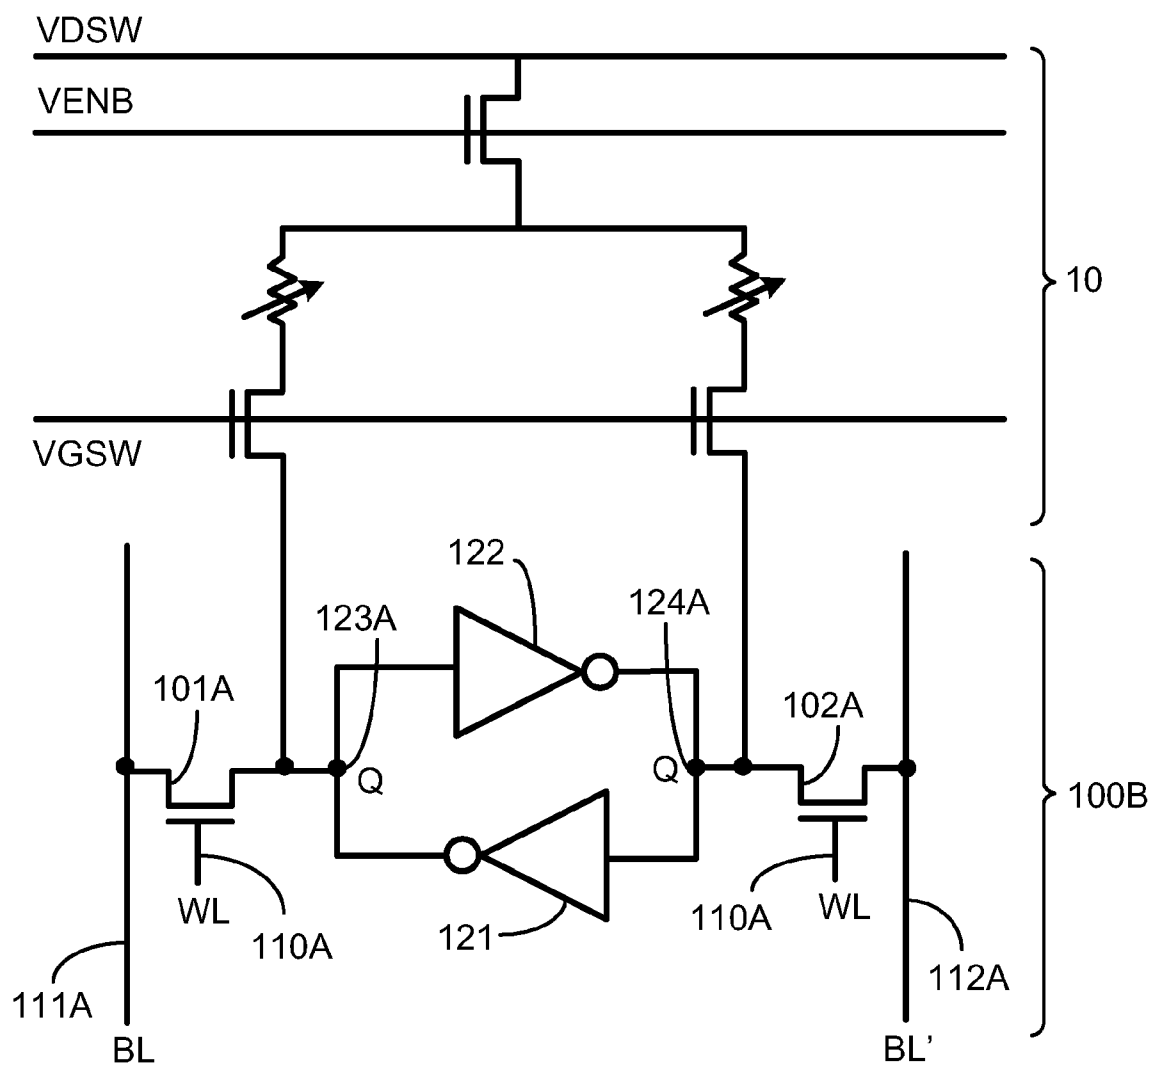 VDSW
VENB
10
VGSW
122
123A
124A
101A
102A
Q
Q
100B
WL
110A
121
110A
WL
111A
112A
BL
BL’